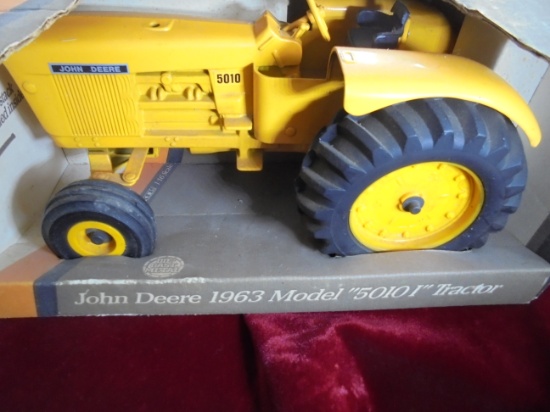 JOHN DEERE
5010
John Deere 1963 Model "5010 I" Tractor